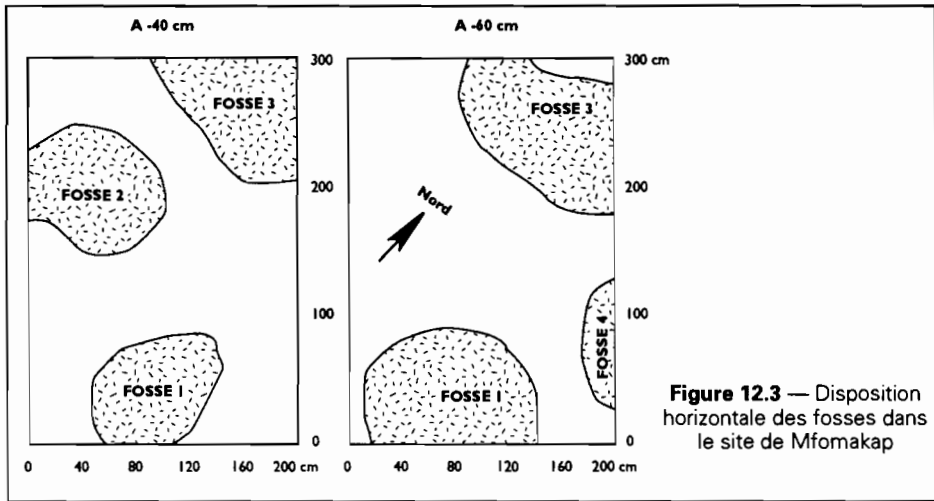 A -40 cm
300
FOSSE 3
200
FOSSE 2
100
FOSSE 1
0
0 40 80 120 160 200 cm
A -60 cm
300 cm
FOSSE 3
200
Nord
100
FOSSE 4
FOSSE 1
0
0 40 80 120 160 200 cm
Figure 12.3 — Disposition
horizontale des fosses dans
le site de Mfomakap